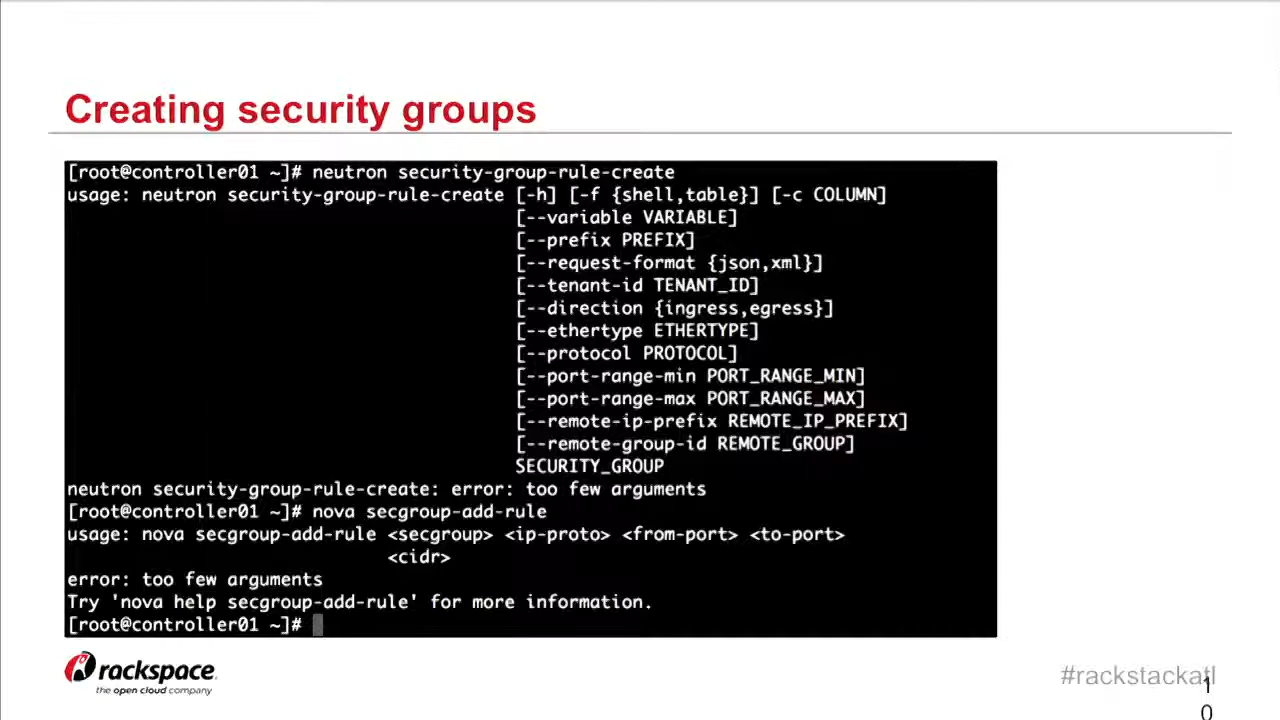 Creating security groups
[root@controller01 ~]# neutron security-group-rule-create
usage: neutron security-group-rule-create [-h] [-f {shell,table}] [-c COLUMN]
[--variable VARIABLE]
[--prefix PREFIX]
[--request-format {json,xml}]
[--tenant-id TENANT_ID]
[--direction {ingress,egress}]
[--ethertype ETHERTYPE]
[--protocol PROTOCOL]
[--port-range-min PORT_RANGE_MIN]
[--port-range-max PORT_RANGE_MAX]
[--remote-ip-prefix REMOTE_IP_PREFIX]
[--remote-group-id REMOTE_GROUP]
SECURITY_GROUP
neutron security-group-rule-create: error: too few arguments
[root@controller01 ~]# nova secgroup-add-rule
usage: nova secgroup-add-rule <secgroup> <ip-proto> <from-port> <to-port>
<cidr>
error: too few arguments
Try 'nova help secgroup-add-rule' for more information.
[root@controller01 ~]#
rackspace
the open cloud company
#rackstackatl
1
0